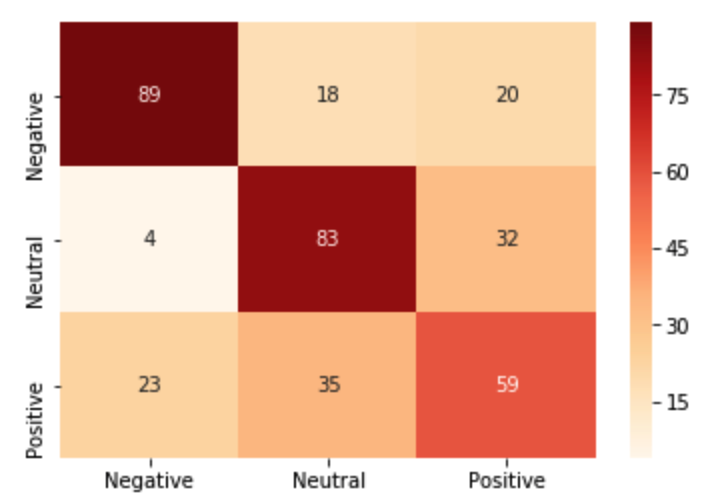 Negative 89 18 20
Neutral 4 83 32
Positive 23 35 59
Negative Neutral Positive
75
60
45
30
15